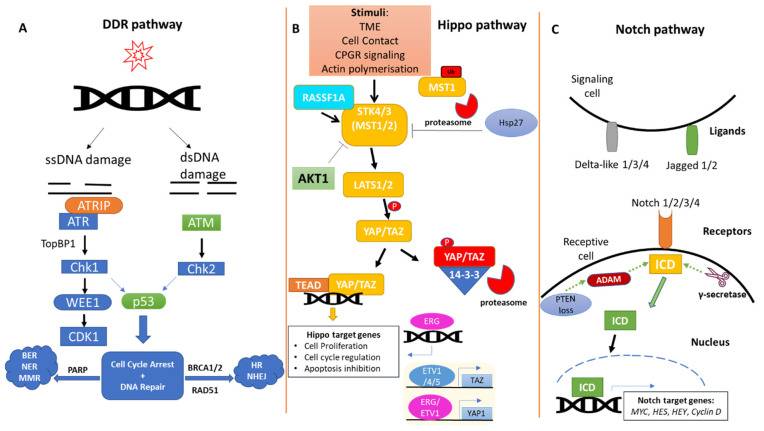 A
DDR pathway
ssDNA damage
dsDNA
damage
ATRIP
ATR
ATM
TopBP1
Chk1
Chk2
WEE1
p53
CDK1
BER
NER
MMR
PARP
Cell Cycle Arrest
+
DNA Repair
BRCA1/2
RAD51
HR
NHEJ
B
Hippo pathway
Stimuli:
TME
Cell Contact
CPGR signaling
Actin polymerisation
Ub
MST1
proteasome
RASSF1A
STK4/3
(MST1/2)
Hsp27
AKT1
LATS1/2
P
YAP/TAZ
P
YAP/TAZ
14-3-3
proteasome
TEAD
YAP/TAZ
Hippo target genes
• Cell Proliferation
• Cell cycle regulation
• Apoptosis inhibition
ERG
ETV1
/4/5
TAZ
ERG/
ETV1
YAP1
C
Notch pathway
Signaling
cell
Ligands
Delta-like 1/3/4
Jagged 1/2
Notch 1/2/3/4
Receptors
Receptive
cell
ICD
ADAM
PTEN
loss
γ-secretase
ICD
Nucleus
ICD
Notch target genes:
MYC, HES, HEY, Cyclin D